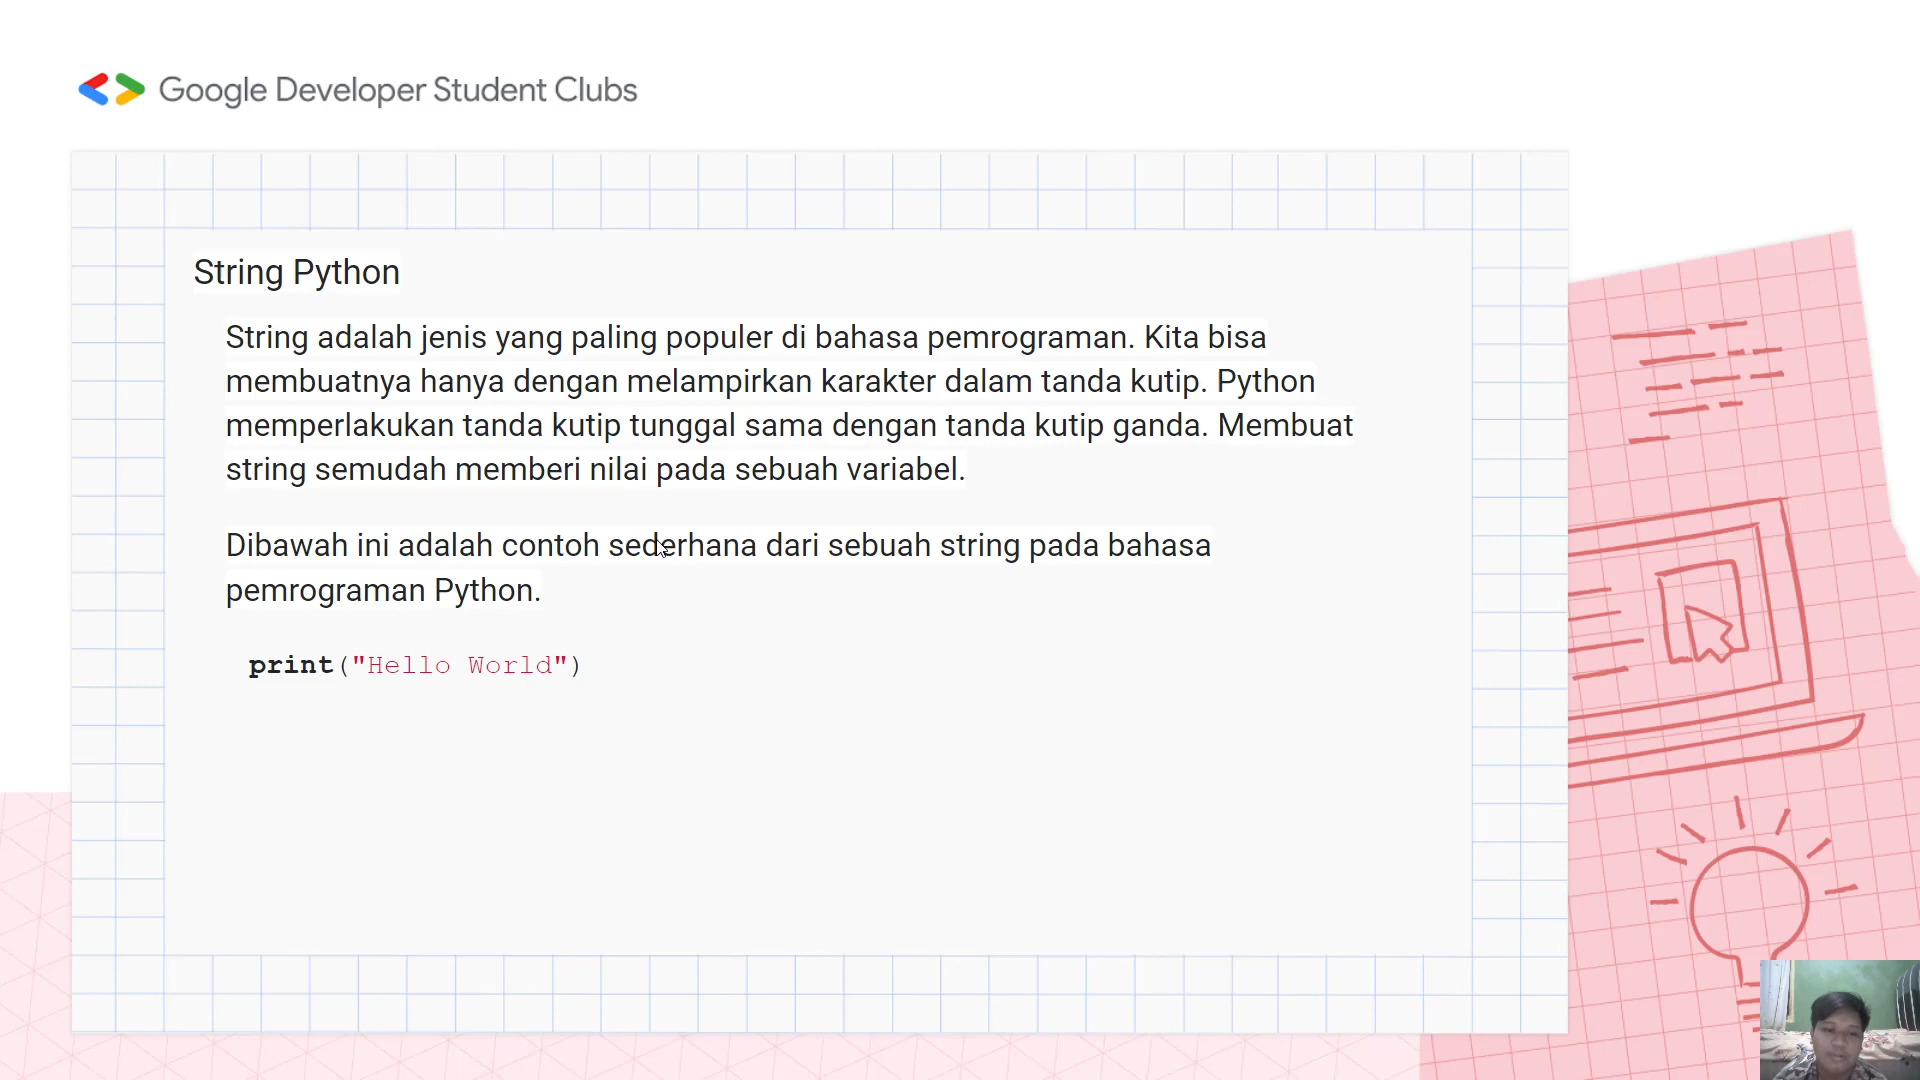 Google Developer Student Clubs
String Python
String adalah jenis yang paling populer di bahasa pemrograman. Kita bisa
membuatnya hanya dengan melampirkan karakter dalam tanda kutip. Python
memperlakukan tanda kutip tunggal sama dengan tanda kutip ganda. Membuat
string semudah memberi nilai pada sebuah variabel.
Dibawah ini adalah contoh sederhana dari sebuah string pada bahasa
pemrograman Python.
print("Hello World")